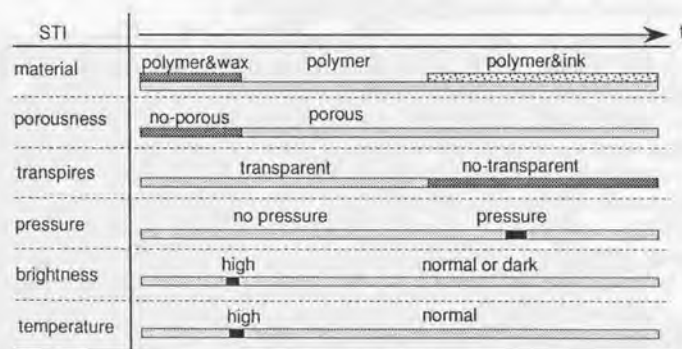 STI t
material polymer&wax polymer polymer&ink
porousness no-porous porous
transpires transparent no-transparent
pressure no pressure pressure
brightness high normal or dark
temperature high normal